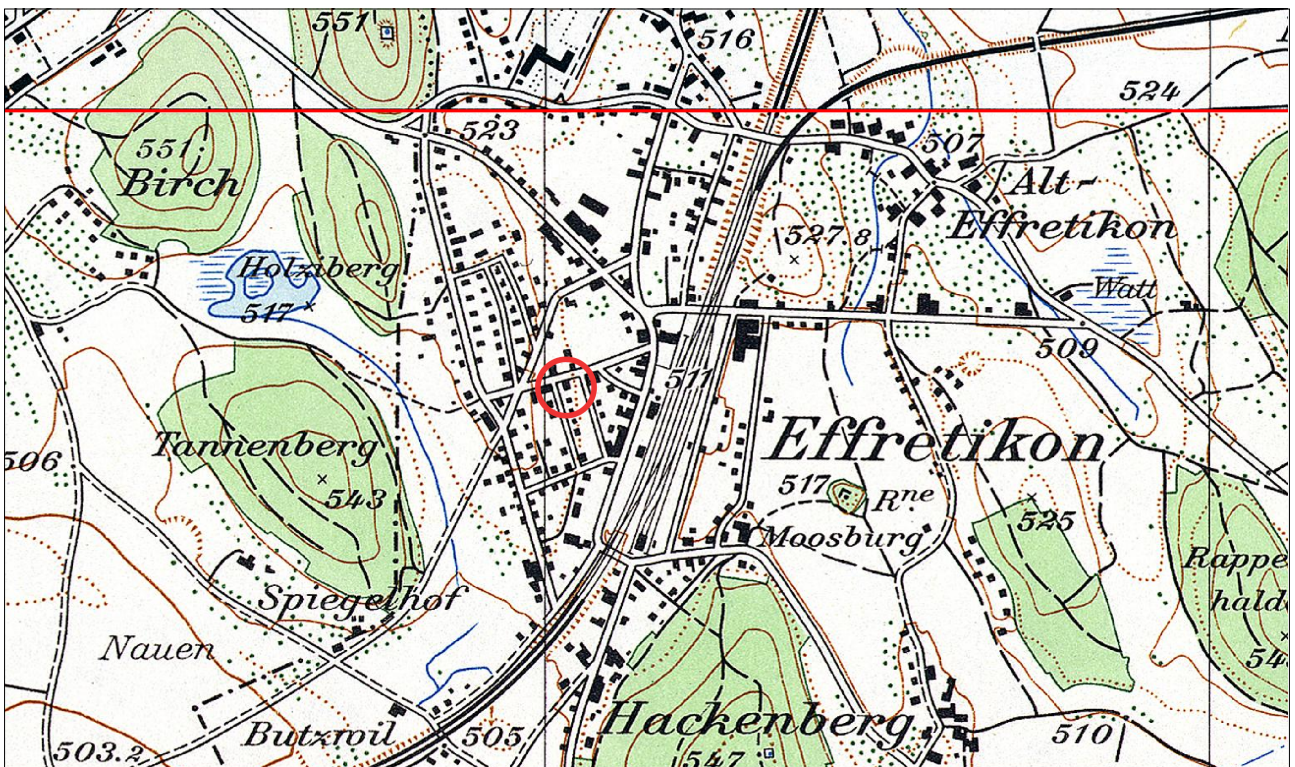 551
516
524
523
507
551
Birch
Alt-
Effretikon
527
8
Holziberg
517
Watt
509
511
Tannenberg
Effretikon
506
543
517
Rne
Moosburg
525
Rappe
halde
Spiegelhof
Nauen
54
Hackenberg
Butzwil
505
510
503.2
547